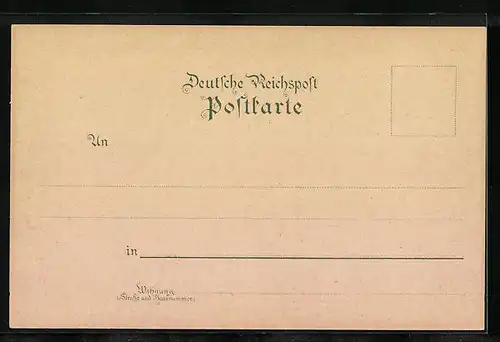 Deutsche Reichspost
Postkarte
An
in
Wohnung
(Straße und Hausnummer)